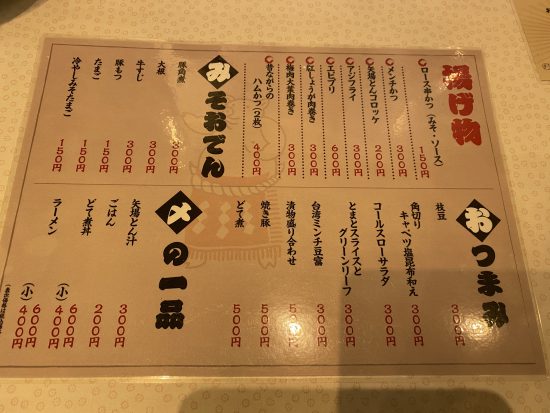 揚げ物
ロース串かつ(みそ・ソース) 150円
メンチかつ 300円
矢場とんコロッケ 200円
アジフライ 300円
エビフリ 600円
紅しょうが肉巻き 300円
梅肉大葉肉巻き 300円
昔ながらの
ハムかつ(2枚) 400円
みそおでん
豚角煮 300円
大根 150円
牛すじ 300円
豚もつ 300円
たまご 150円
冷やしみそたまご 150円
おつまみ
枝豆 300円
角切り
キャベツ塩昆布和え 300円
コールスローサラダ 300円
とまとスライスと
グリーンリーフ 300円
台湾ミンチ豆富 300円
漬物盛り合わせ 500円
焼き豚 500円
どて煮 500円
〆の一品
矢場とん汁 300円
ごはん 200円
どて煮丼 600円
(小) 400円
ラーメン 600円
(小) 400円